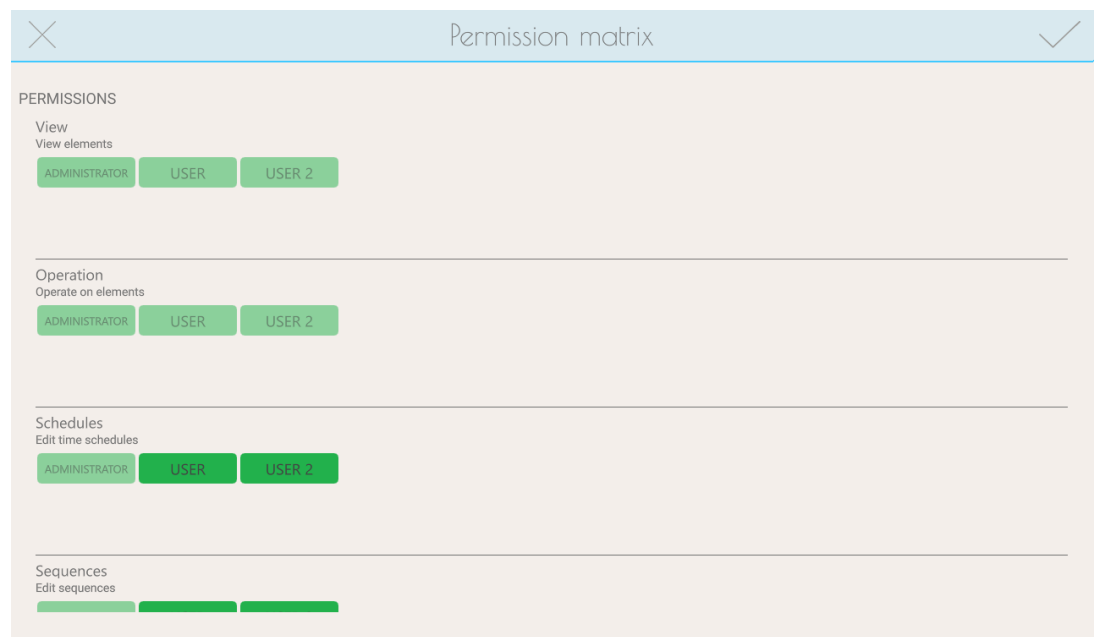 Permission matrix
PERMISSIONS
View
View elements
ADMINISTRATOR USER USER 2
Operation
Operate on elements
ADMINISTRATOR USER USER 2
Schedules
Edit time schedules
ADMINISTRATOR USER USER 2
Sequences
Edit sequences